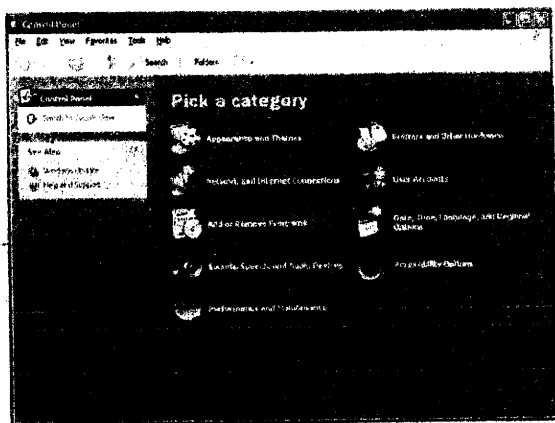 Control Panel
File Edit View Favorites Tools Help
Search Folders
Control Panel
Switch to Classic View
See Also
Windows Update
Help and Support
Pick a category
Appearance and Themes
Printers and Other Hardware
Network and Internet Connections
User Accounts
Add or Remove Programs
Date, Time, Language, and Regional
Options
Sounds, Speech, and Audio Devices
Accessibility Options
Performance and Maintenance